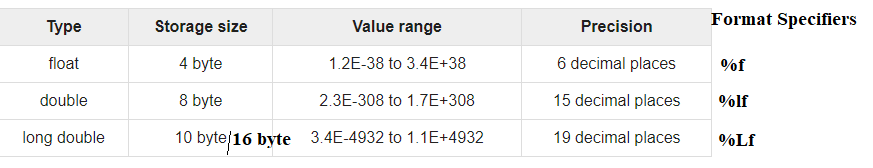 Type Storage size Value range Precision Format Specifiers
float 4 byte 1.2E-38 to 3.4E+38 6 decimal places %f
double 8 byte 2.3E-308 to 1.7E+308 15 decimal places %lf
long double 10 byte/16 byte 3.4E-4932 to 1.1E+4932 19 decimal places %Lf